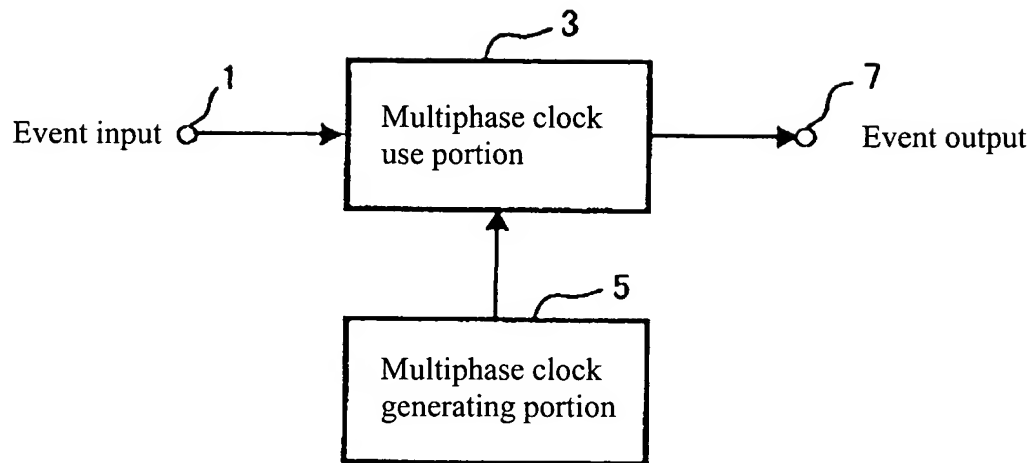 3
1
7
Event input
Multiphase clock
use portion
Event output
5
Multiphase clock
generating portion